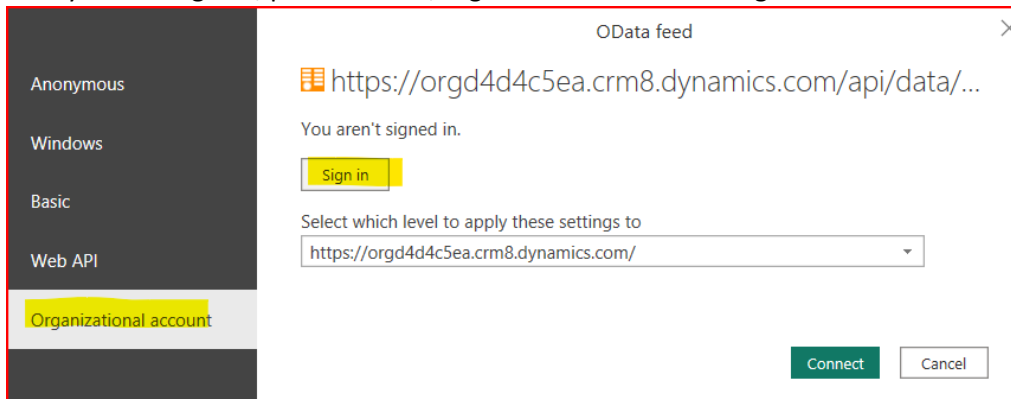 OData feed
Anonymous
Windows
Basic
Web API
Organizational account
https://orgd4d4c5ea.crm8.dynamics.com/api/data/...
You aren't signed in.
Sign in
Select which level to apply these settings to
https://orgd4d4c5ea.crm8.dynamics.com/
Connect
Cancel